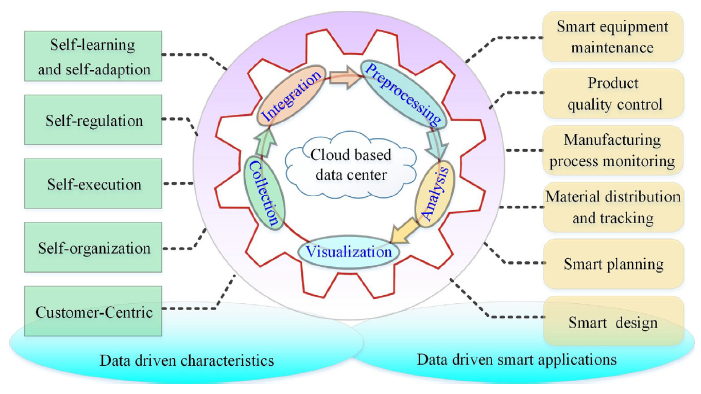 Self-learning
and self-adaption
Self-regulation
Self-execution
Self-organization
Customer-Centric
Data driven characteristics
Integration
Preprocessing
Collection
Cloud based
data center
Analysis
Visualization
Smart equipment
maintenance
Product
quality control
Manufacturing
process monitoring
Material distribution
and tracking
Smart planning
Smart design
Data driven smart applications